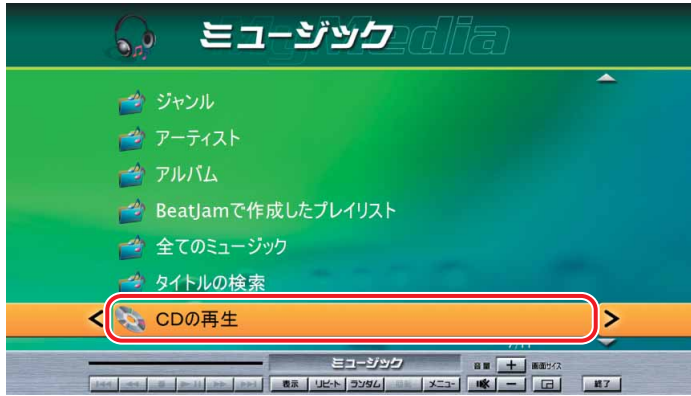 MyMedia
ミュージック
ジャンル
アーティスト
アルバム
BeatJamで作成したプレイリスト
全てのミュージック
タイトルの検索
CDの再生
ミュージック
音量 + 画面サイズ
表示 リピート ランダム 回転 メニュー − 終了